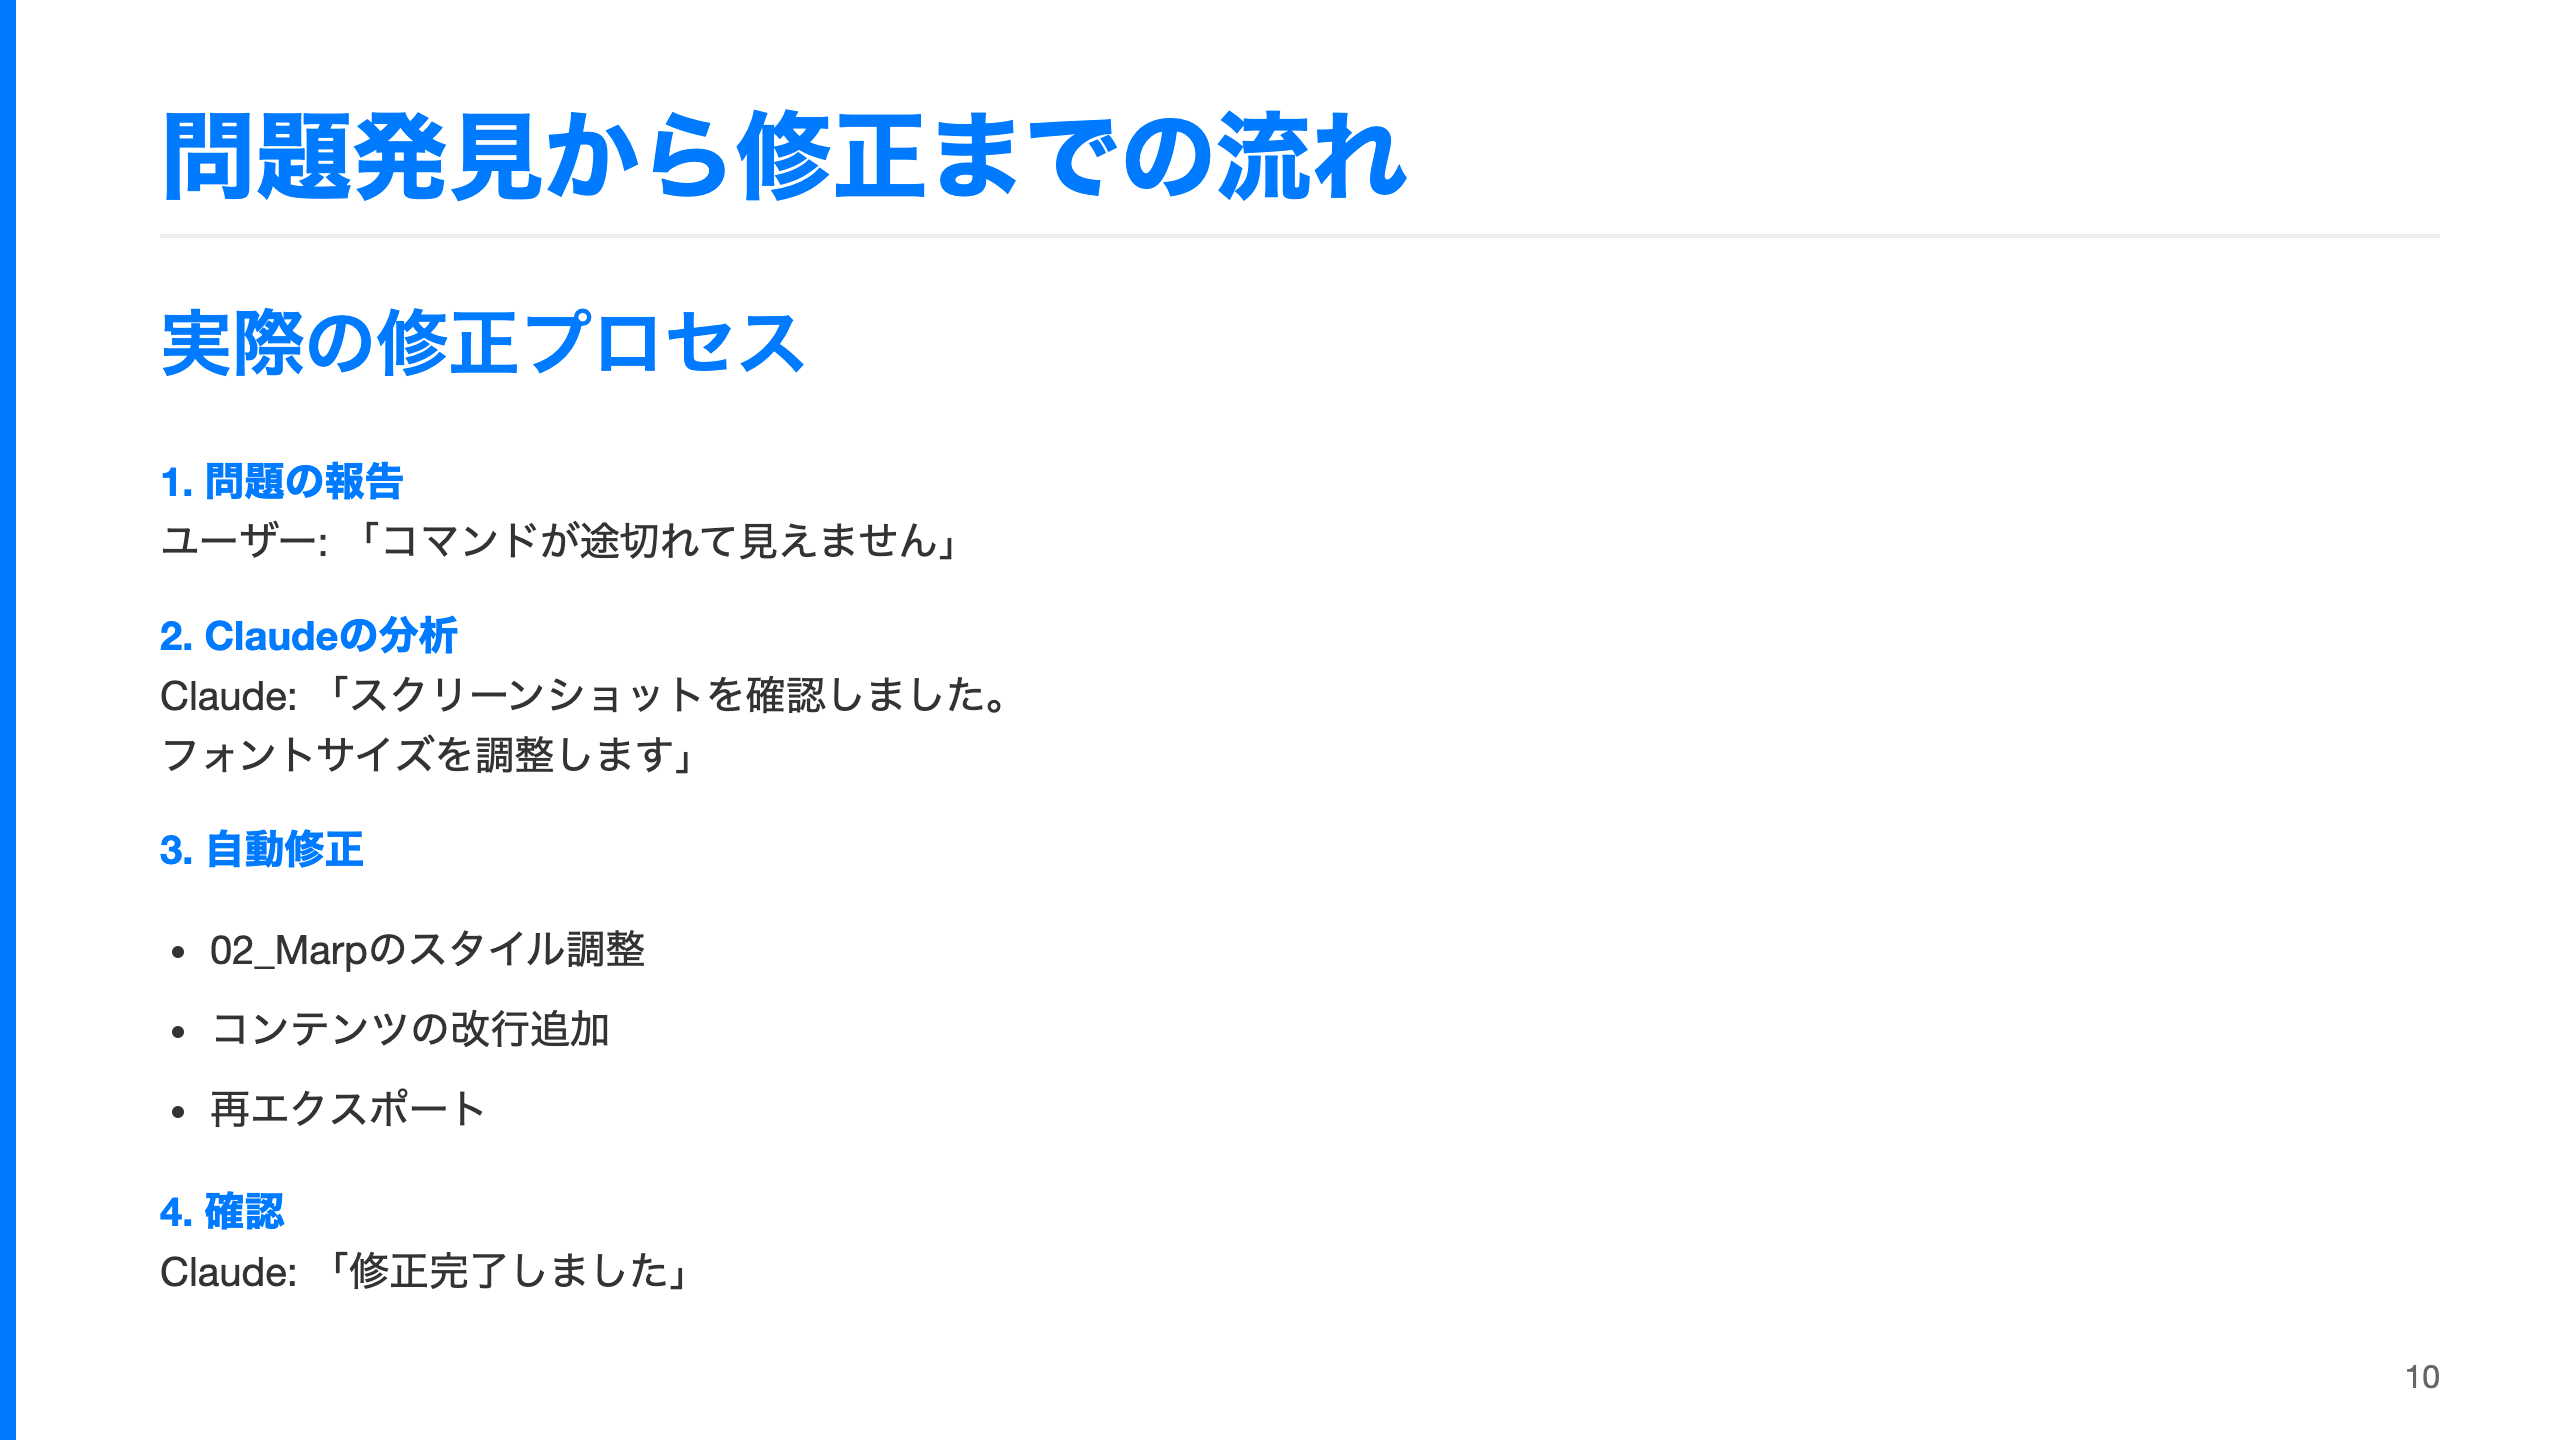 問題発見から修正までの流れ
実際の修正プロセス
1. 問題の報告
ユーザー: 「コマンドが途切れて見えません」
2. Claudeの分析
Claude: 「スクリーンショットを確認しました。
フォントサイズを調整します」
3. 自動修正
• 02_Marpのスタイル調整
• コンテンツの改行追加
• 再エクスポート
4. 確認
Claude: 「修正完了しました」
10